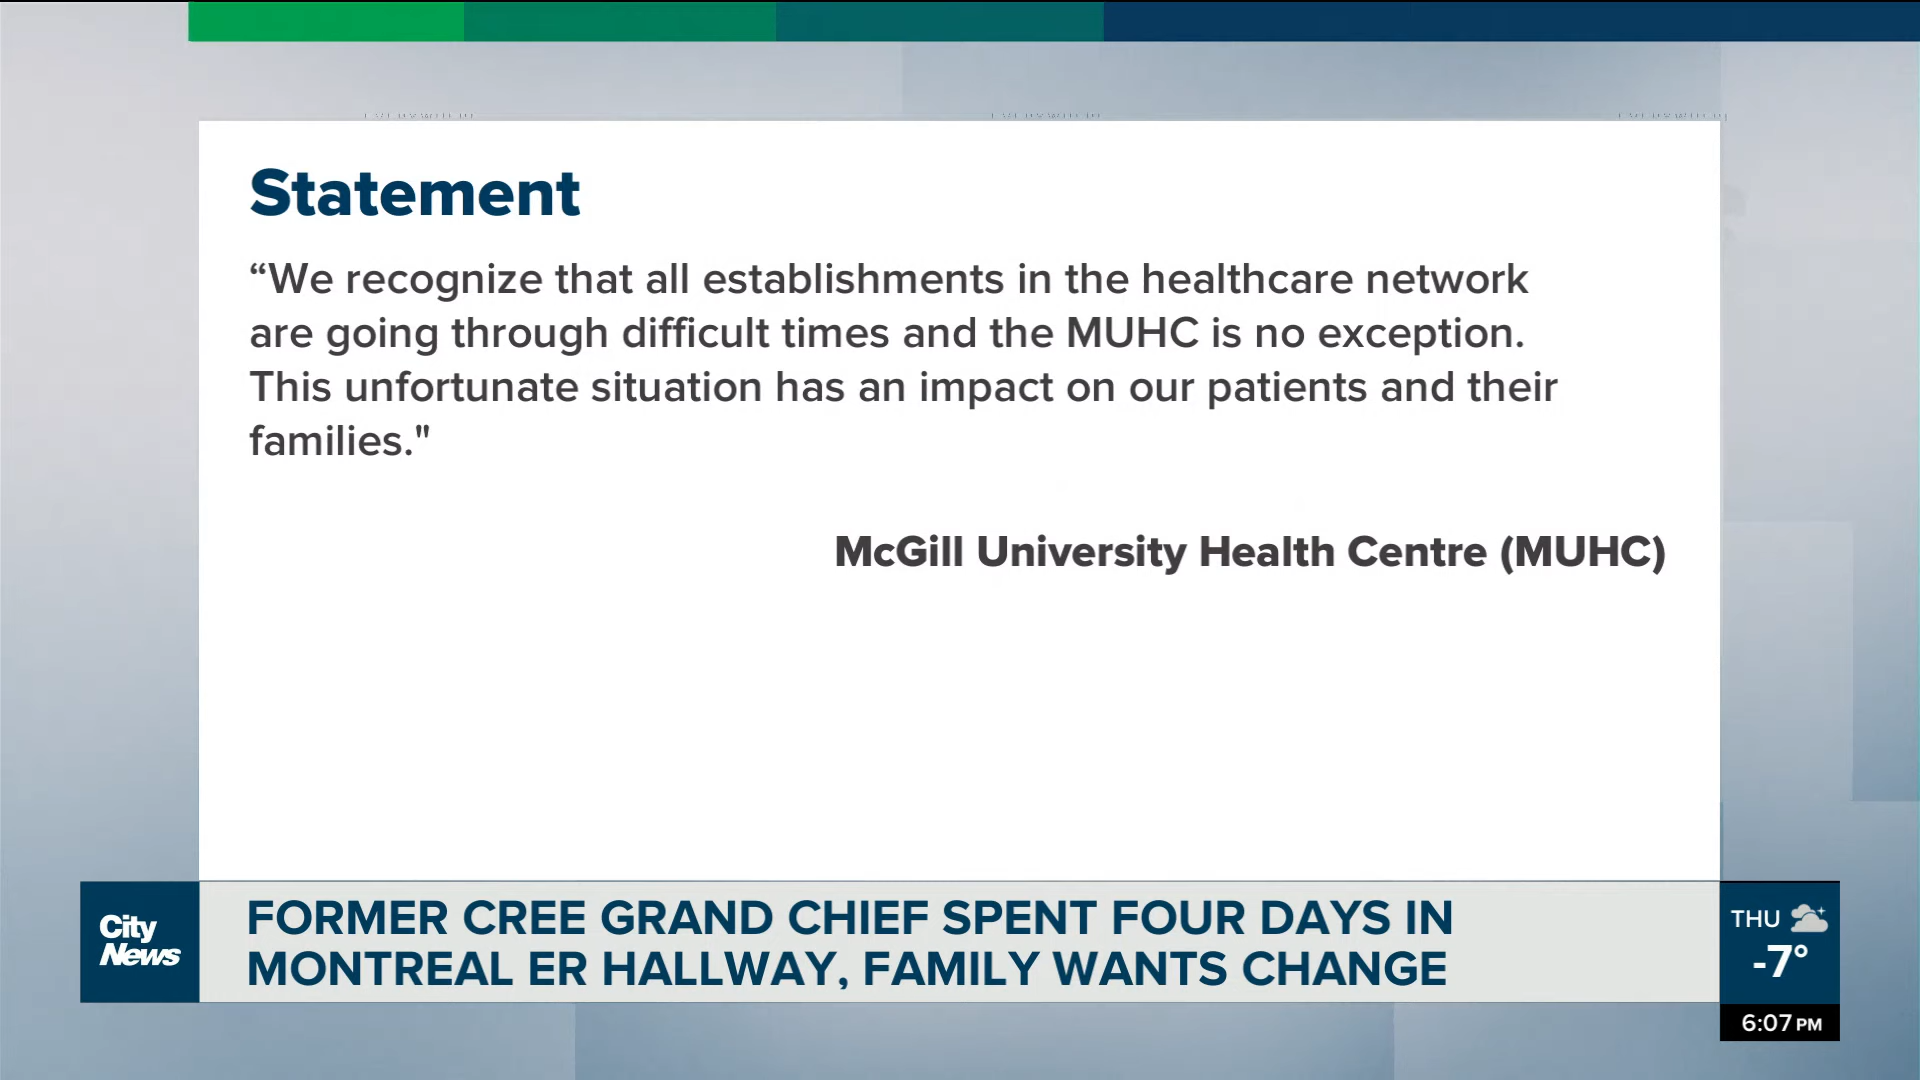 Statement
“We recognize that all establishments in the healthcare network
are going through difficult times and the MUHC is no exception.
This unfortunate situation has an impact on our patients and their
families."
McGill University Health Centre (MUHC)
City
News
FORMER CREE GRAND CHIEF SPENT FOUR DAYS IN
MONTREAL ER HALLWAY, FAMILY WANTS CHANGE
THU
-7°
6:07 PM